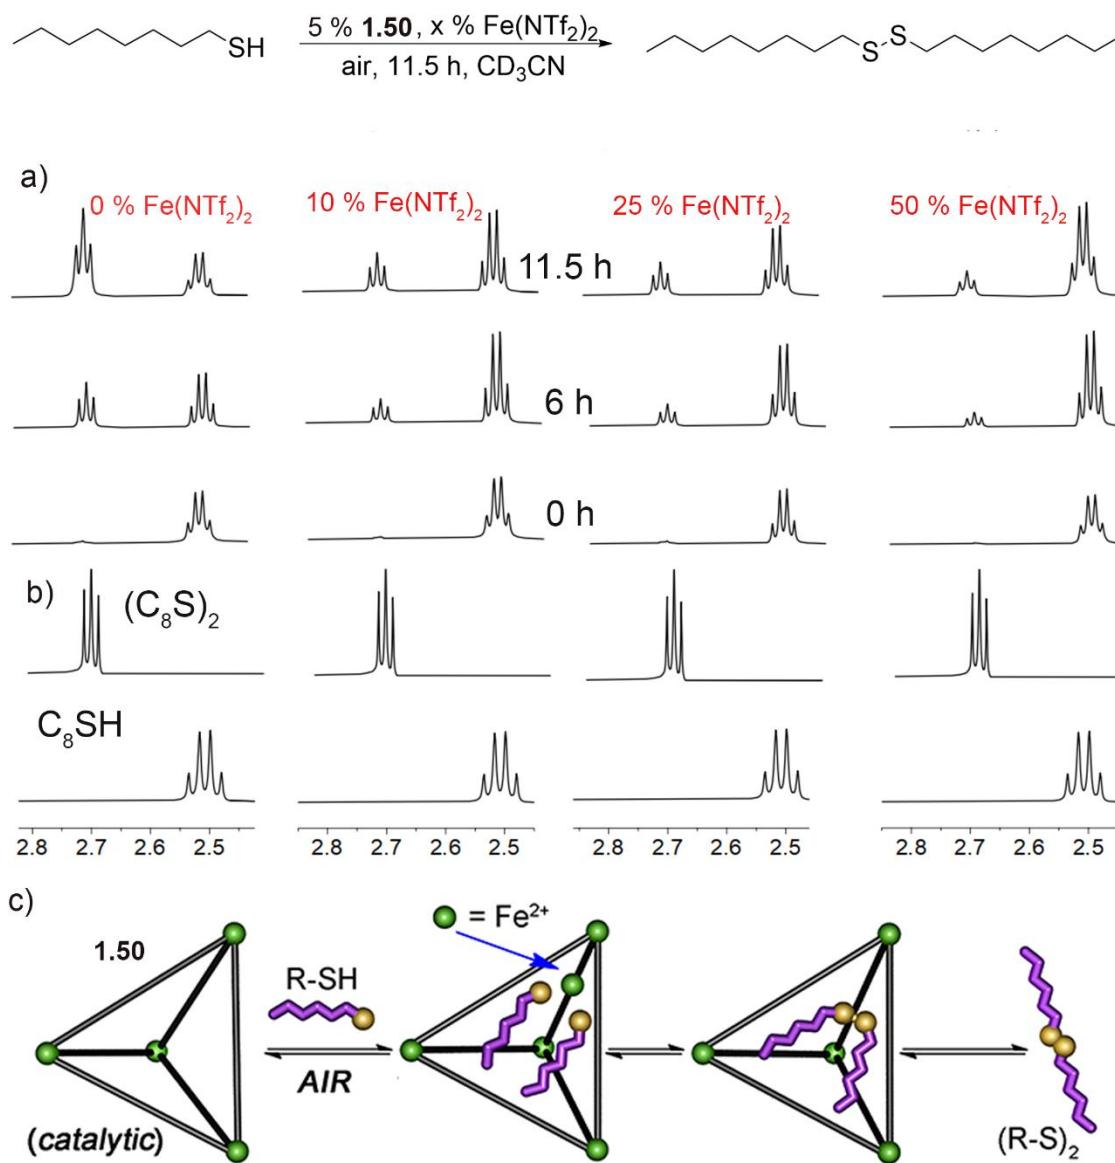 SH
5 % 1.50, x % Fe(NTf₂)₂
air, 11.5 h, CD₃CN
S
S
a)
0 % Fe(NTf₂)₂
10 % Fe(NTf₂)₂
25 % Fe(NTf₂)₂
50 % Fe(NTf₂)₂
11.5 h
6 h
0 h
b)
(C₈S)₂
C₈SH
2.8 2.7 2.6 2.5
2.8 2.7 2.6 2.5
2.8 2.7 2.6 2.5
2.8 2.7 2.6 2.5
c)
1.50
(catalytic)
R-SH
AIR
= Fe²⁺
(R-S)₂